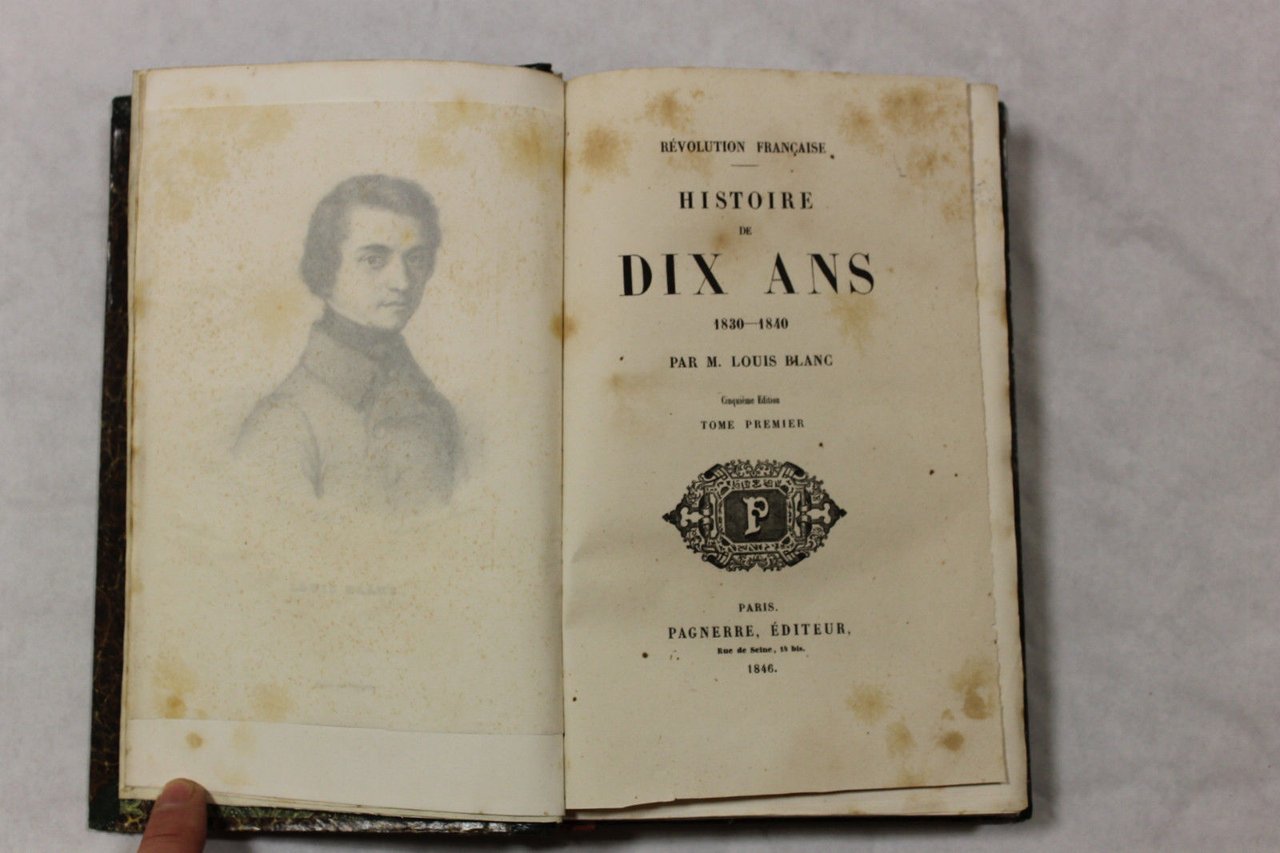 RÉVOLUTION FRANÇAISE.
HISTOIRE
DE
DIX ANS
1830—1840
PAR M. LOUIS BLANC
Cinquième Edition
TOME PREMIER
P
PARIS.
PAGNERRE, ÉDITEUR,
Rue de Seine, 14 bis.
1846.